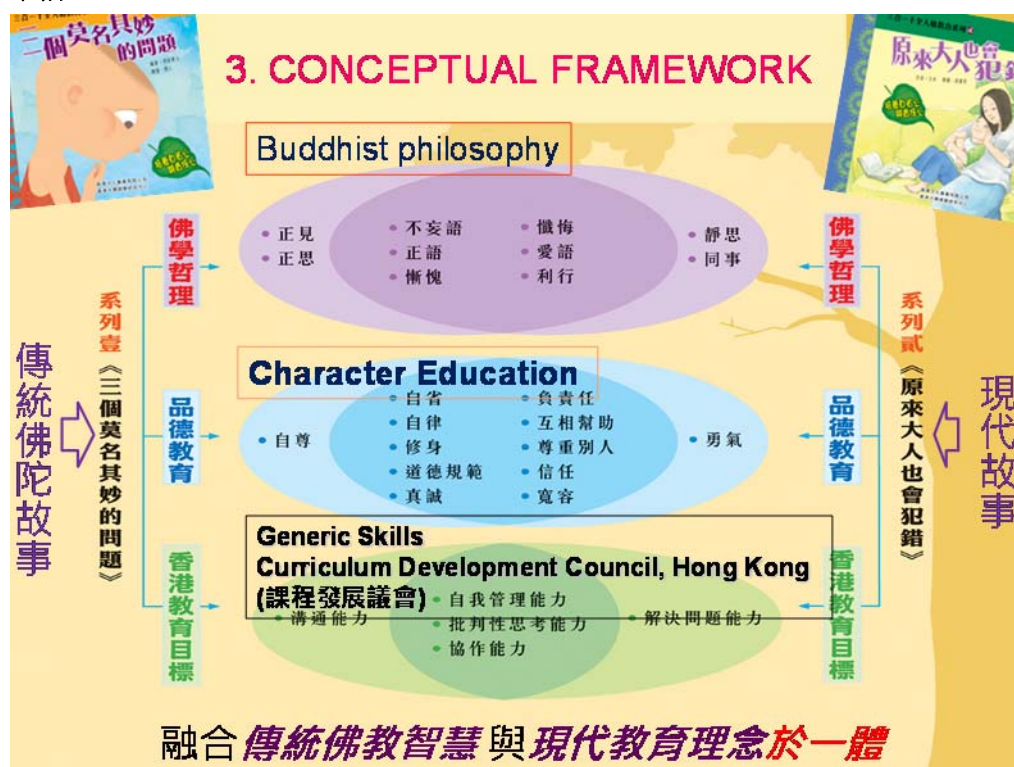 三個莫名其妙
的問題
原來大人也會
犯錯
3. CONCEPTUAL FRAMEWORK
Buddhist philosophy
佛學哲理
正見
正思
不妄語
正語
慚愧
懺悔
愛語
利行
靜思
同事
佛學哲理
傳統佛陀故事
系列壹《三個莫名其妙的問題》
Character Education
品德教育
自尊
自省
自律
修身
道德規範
真誠
負責任
互相幫助
尊重別人
信任
寬容
勇氣
品德教育
系列貳《原來大人也會犯錯》
現代故事
Generic Skills
Curriculum Development Council, Hong Kong
(課程發展議會)
香港教育目標
溝通能力
自我管理能力
批判性思考能力
協作能力
解決問題能力
香港教育目標
融合傳統佛教智慧與現代教育理念於一體